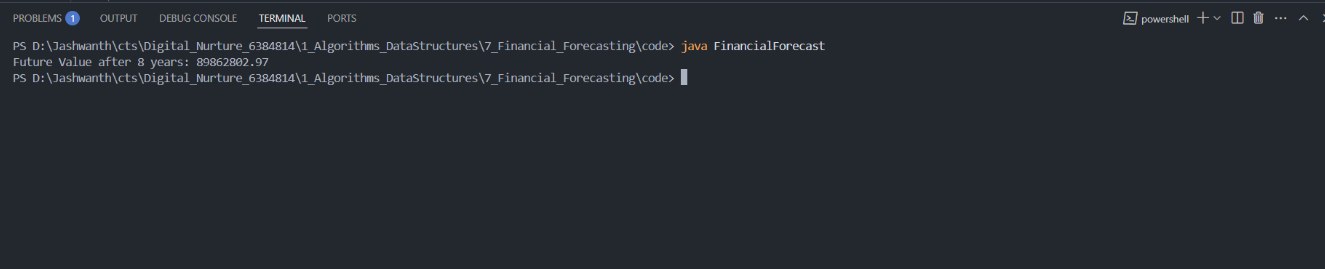 PROBLEMS 1 OUTPUT DEBUG CONSOLE TERMINAL PORTS powershell
PS D:\Jashwanth\cts\Digital_Nurture_6384814\1_Algorithms_DataStructures\7_Financial_Forecasting\code> java FinancialForecast
Future Value after 8 years: 89862802.97
PS D:\Jashwanth\cts\Digital_Nurture_6384814\1_Algorithms_DataStructures\7_Financial_Forecasting\code>